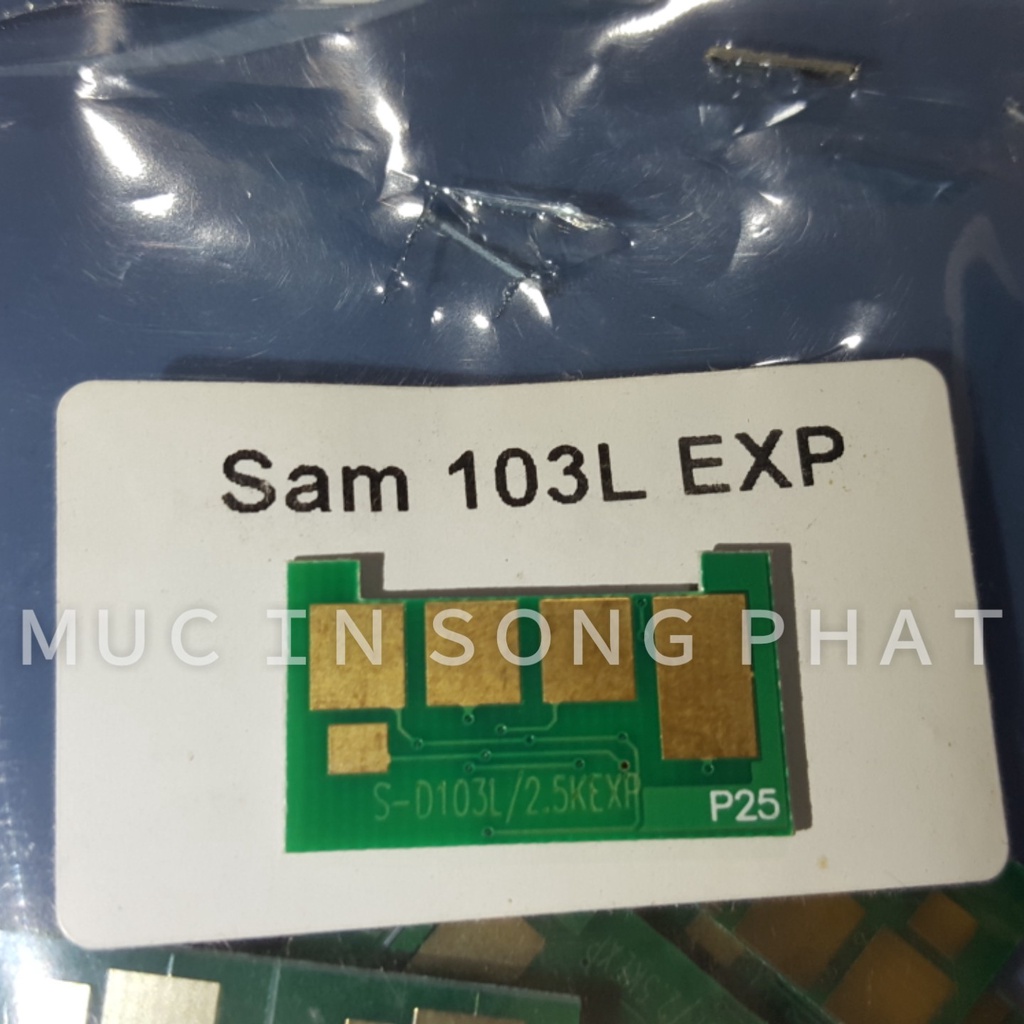 Sam 103L EXP
MUC IN SONG PHAT
S-D103L/2.5KEXP
P25